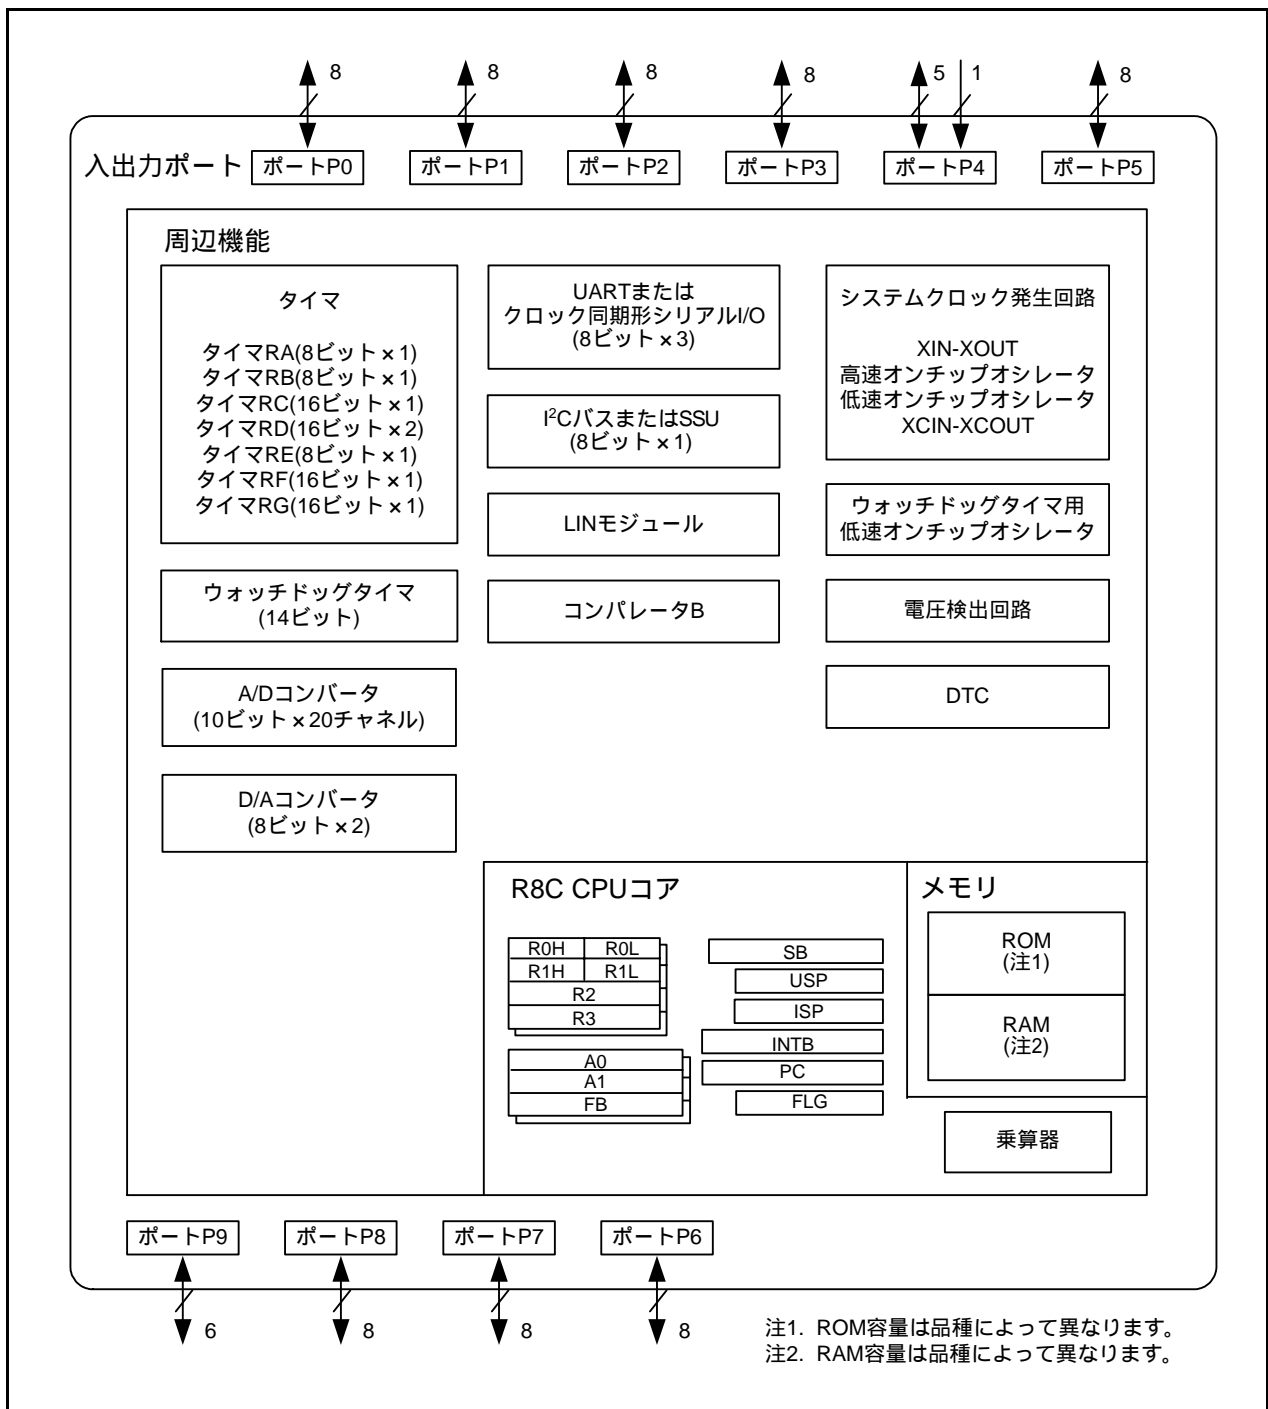 8
8
8
8
5
1
8
入出力ポート
ポートP0
ポートP1
ポートP2
ポートP3
ポートP4
ポートP5
周辺機能
タイマ
タイマRA(8ビット×1)
タイマRB(8ビット×1)
タイマRC(16ビット×1)
タイマRD(16ビット×2)
タイマRE(8ビット×1)
タイマRF(16ビット×1)
タイマRG(16ビット×1)
ウォッチドッグタイマ
(14ビット)
A/Dコンバータ
(10ビット×20チャネル)
D/Aコンバータ
(8ビット×2)
UARTまたは
クロック同期形シリアルI/O
(8ビット×3)
I²CバスまたはSSU
(8ビット×1)
LINモジュール
コンパレータB
システムクロック発生回路
XIN-XOUT
高速オンチップオシレータ
低速オンチップオシレータ
XCIN-XCOUT
ウォッチドッグタイマ用
低速オンチップオシレータ
電圧検出回路
DTC
R8C CPUコア
R0H
R0L
R1H
R1L
R2
R3
A0
A1
FB
SB
USP
ISP
INTB
PC
FLG
メモリ
ROM
(注1)
RAM
(注2)
乗算器
ポートP9
ポートP8
ポートP7
ポートP6
6
8
8
8
注1. ROM容量は品種によって異なります。
注2. RAM容量は品種によって異なります。